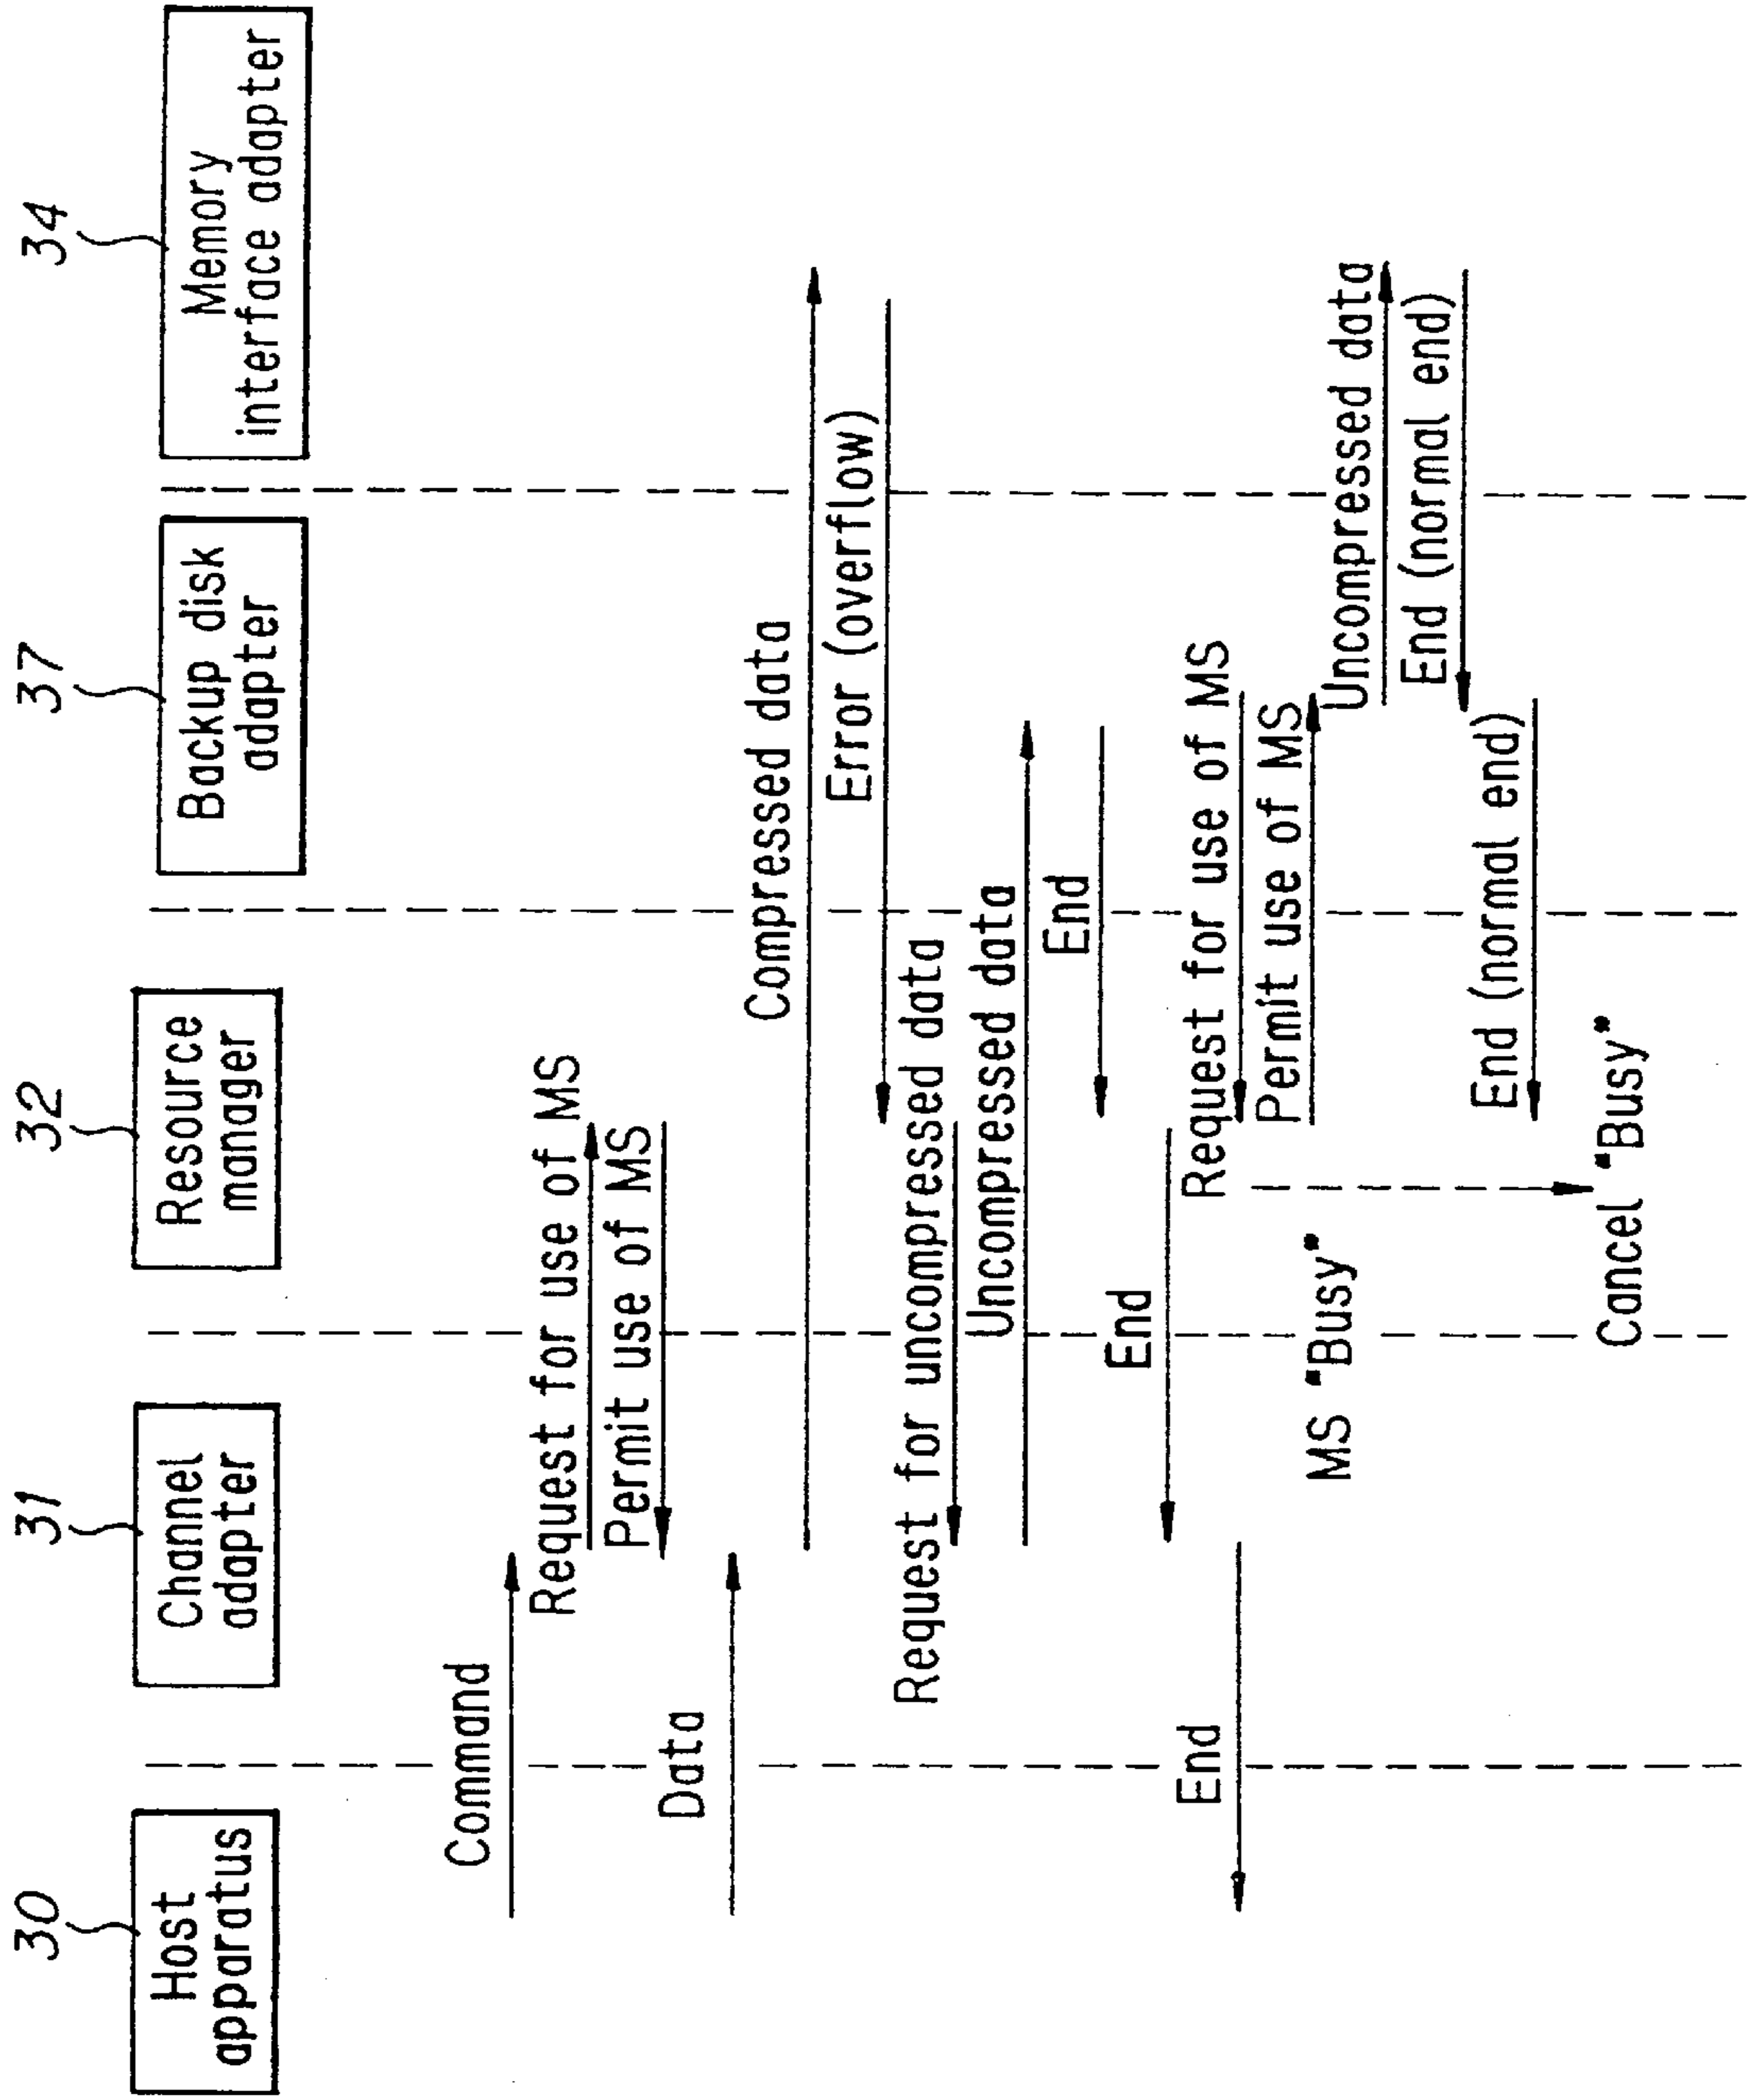 30
31
32
37
34
Host
apparatus
Channel
adapter
Resource
manager
Backup disk
adapter
Memory
interface adapter
Command
Request for use of MS
Permit use of MS
Data
Compressed data
Error (overflow)
Request for uncompressed data
Uncompressed data
End
End
End
Request for use of MS
Permit use of MS
MS "Busy"
Uncompressed data
End (normal end)
End (normal end)
Cancel "Busy"